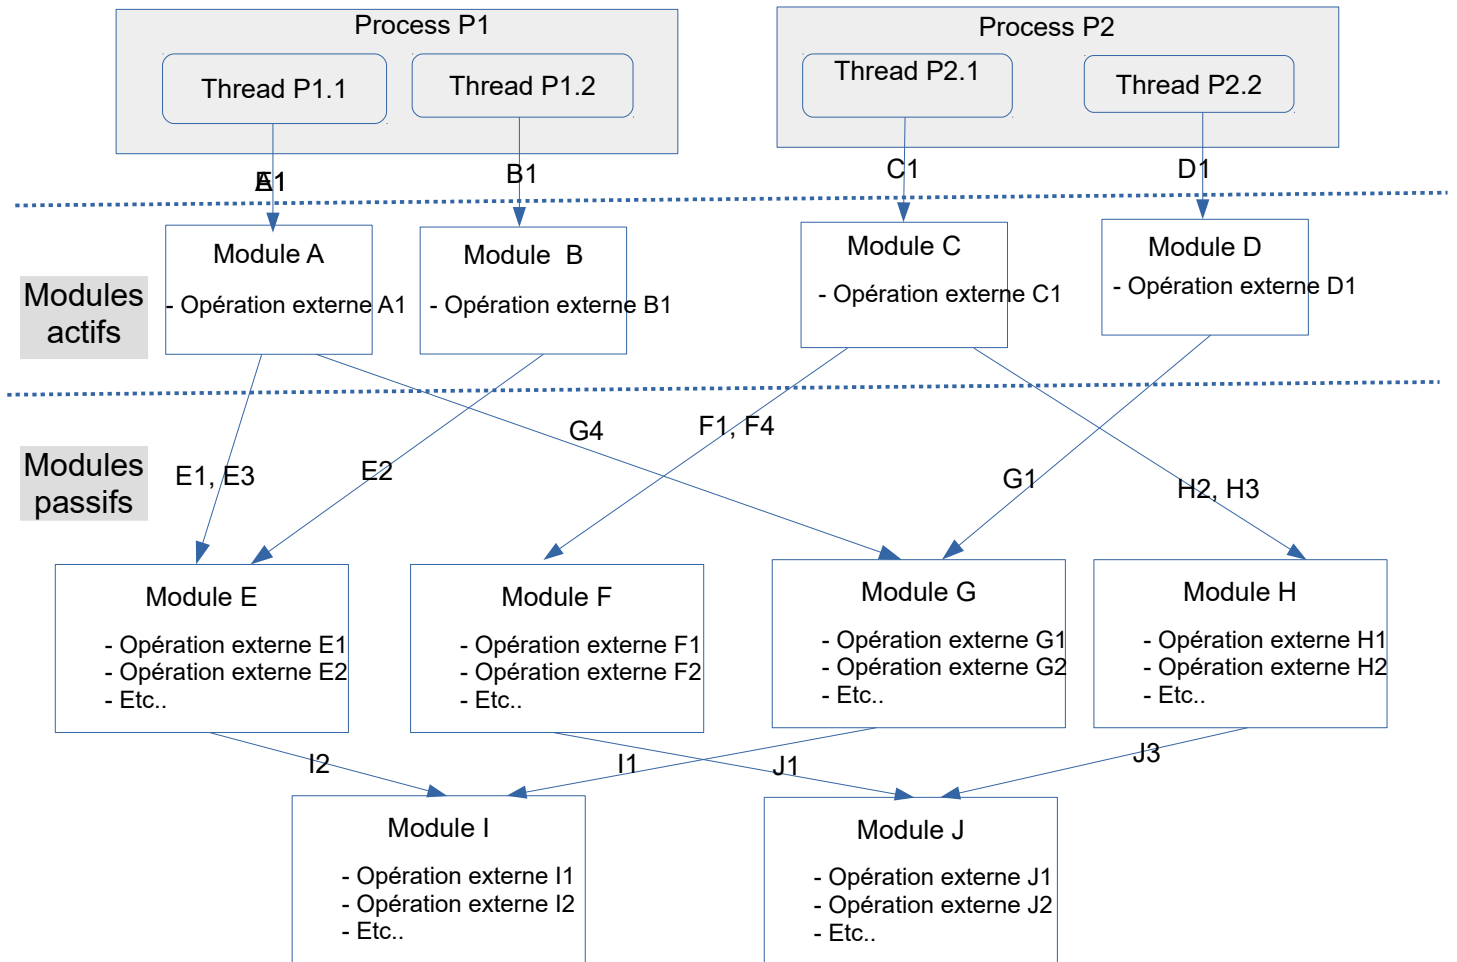 Process P1
Process P2
Thread P1.1
Thread P1.2
Thread P2.1
Thread P2.2
A1
E1
B1
C1
D1
Module A
- Opération externe A1
Module B
- Opération externe B1
Module C
- Opération externe C1
Module D
- Opération externe D1
Modules
actifs
G4
F1, F4
Modules
passifs
E1, E3
E2
G1
H2, H3
Module E
- Opération externe E1
- Opération externe E2
- Etc..
Module F
- Opération externe F1
- Opération externe F2
- Etc..
Module G
- Opération externe G1
- Opération externe G2
- Etc..
Module H
- Opération externe H1
- Opération externe H2
- Etc..
I2
I1
J1
J3
Module I
- Opération externe I1
- Opération externe I2
- Etc..
Module J
- Opération externe J1
- Opération externe J2
- Etc..